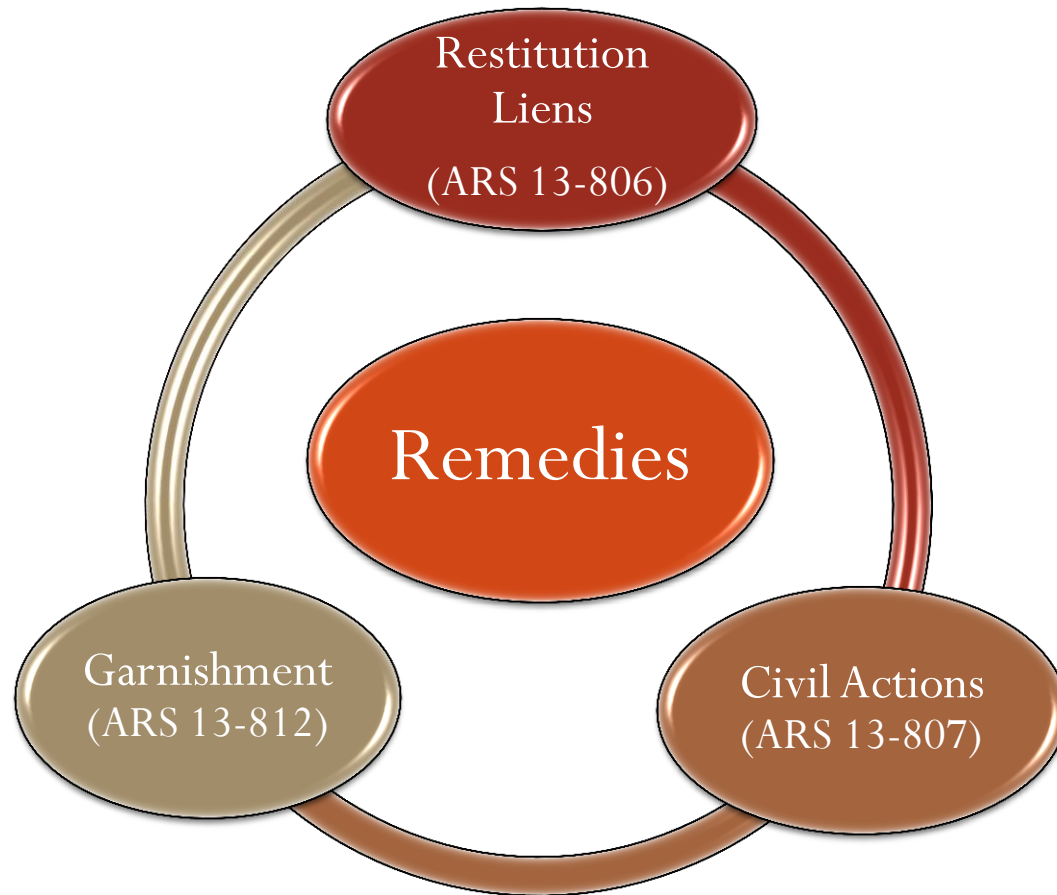 Restitution
Liens
(ARS 13-806)
Remedies
Garnishment
(ARS 13-812)
Civil Actions
(ARS 13-807)